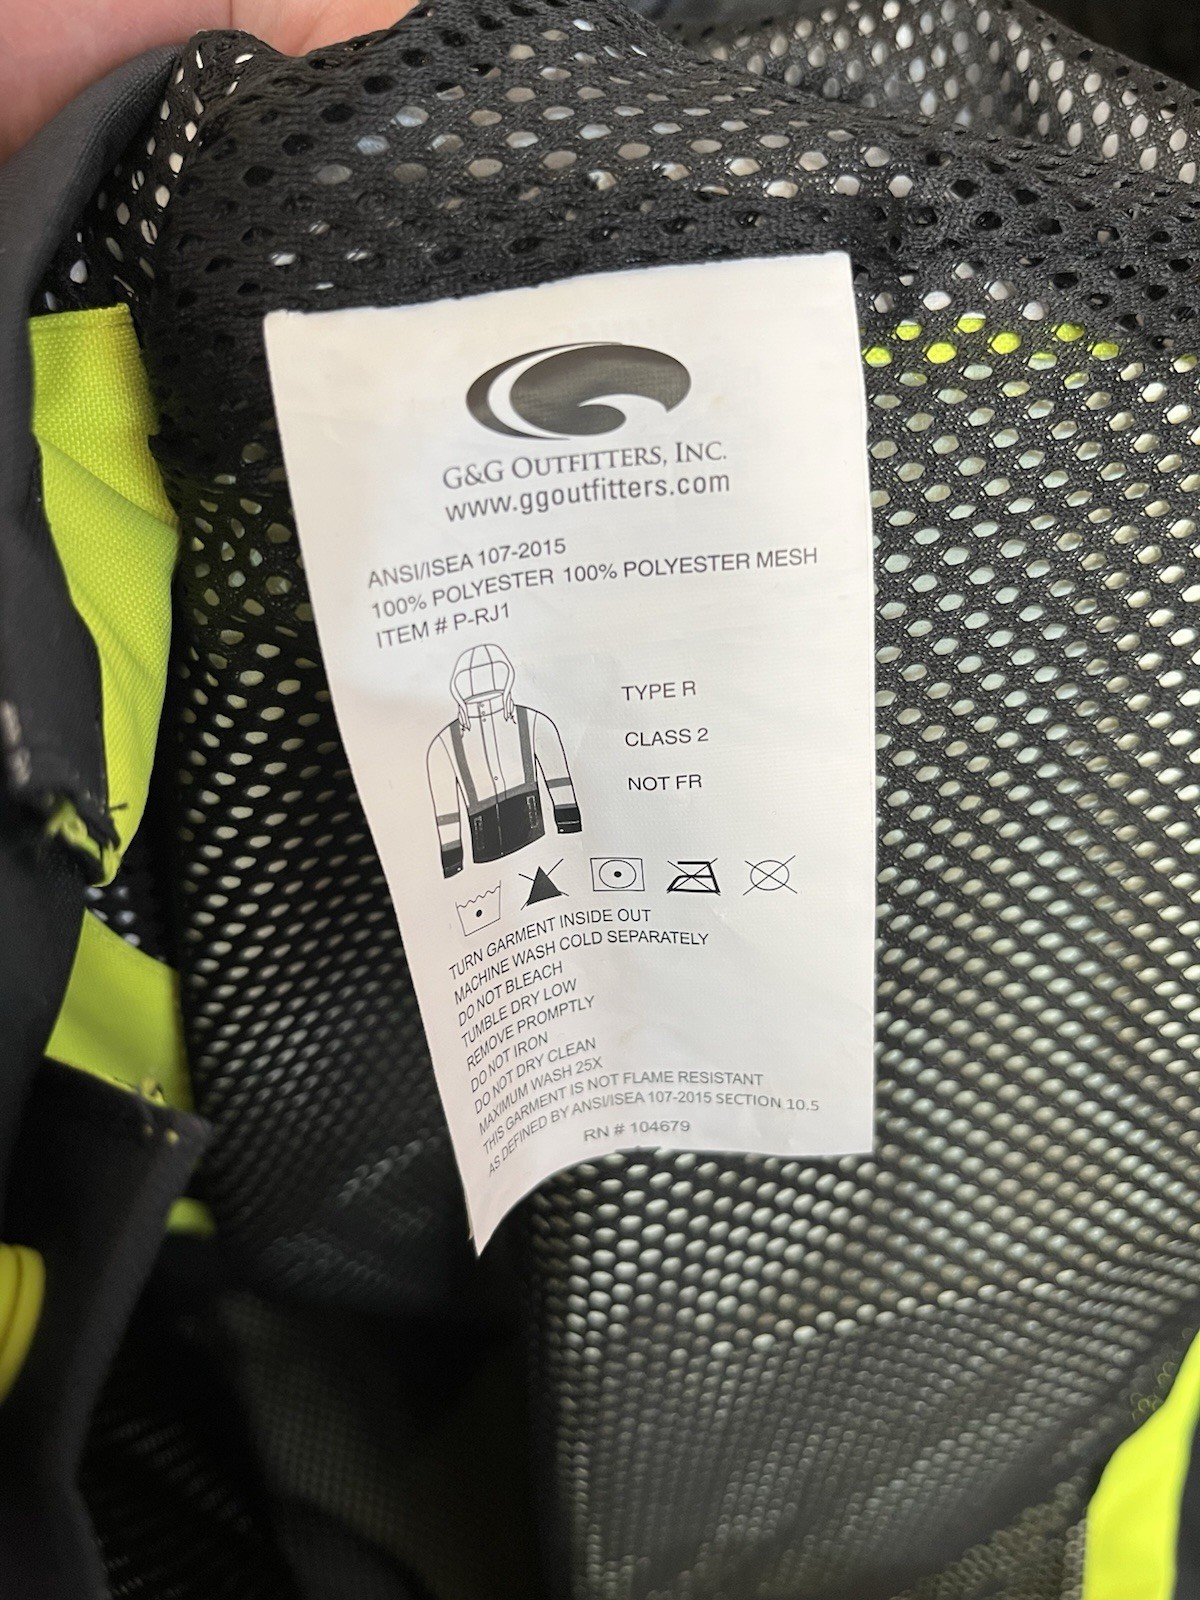 G&G OUTFITTERS, INC.
www.ggoutfitters.com
ANSI/ISEA 107-2015
100% POLYESTER 100% POLYESTER MESH
ITEM # P-RJ1
TYPE R
CLASS 2
NOT FR
TURN GARMENT INSIDE OUT
MACHINE WASH COLD SEPARATELY
DO NOT BLEACH
TUMBLE DRY LOW
REMOVE PROMPTLY
DO NOT IRON
DO NOT DRY CLEAN
MAXIMUM WASH 25X
THIS GARMENT IS NOT FLAME RESISTANT
AS DEFINED BY ANSI/ISEA 107-2015 SECTION 10.5
RN # 104679